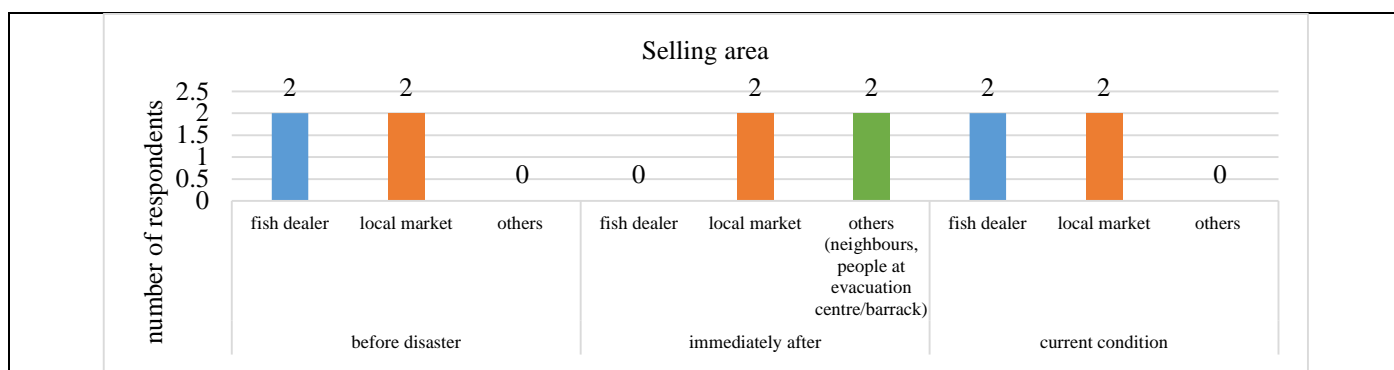 Selling area
number of respondents
2.5
2
1.5
1
0.5
0
2 2 0 0 2 2 2 2 0
fish dealer local market others fish dealer local market others fish dealer local market others
(neighbours,
people at
evacuation
centre/barrack)
before disaster immediately after current condition